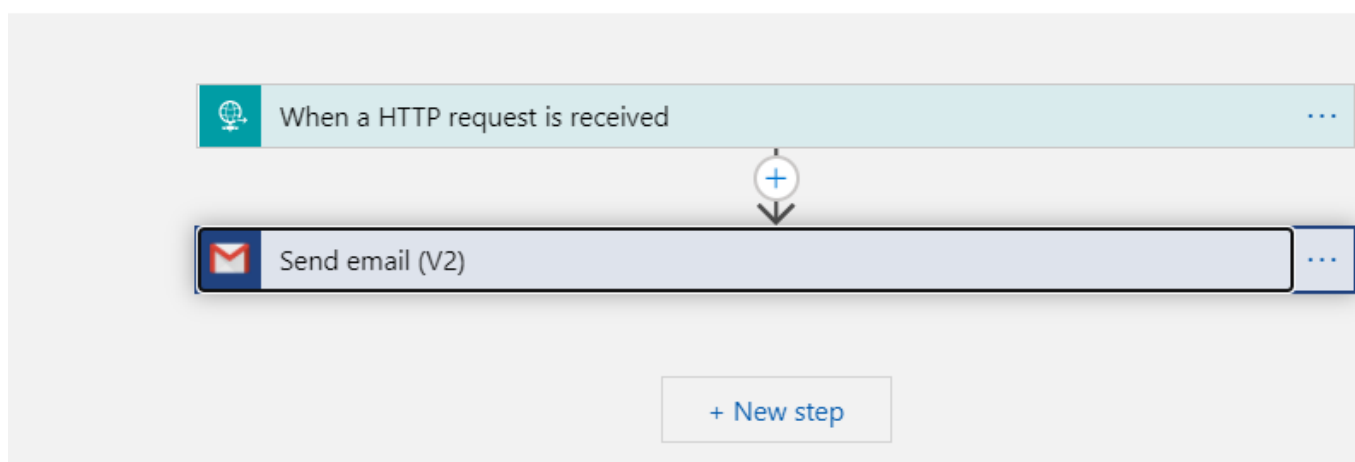 When a HTTP request is received
Send email (V2)
+ New step